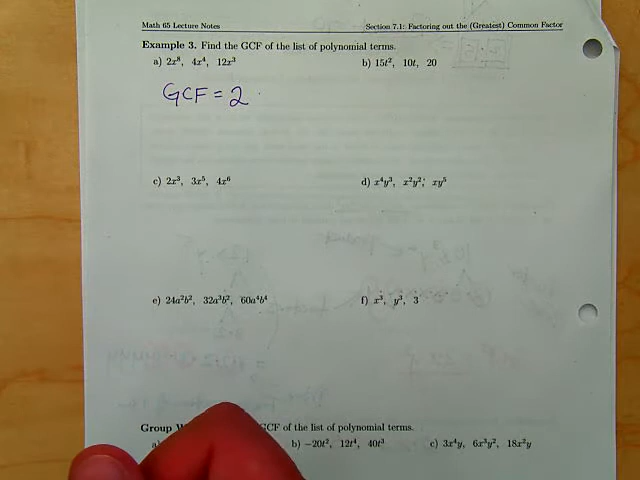 Math 65 Lecture Notes
Section 7.1: Factoring out the (Greatest) Common Factor
Example 3. Find the GCF of the list of polynomial terms.
a) 2x⁸, 4x⁴, 12x³
b) 15t², 10t, 20
GCF = 2
c) 2x³, 3x⁵, 4x⁶
d) x⁴y³, x²y², xy⁵
e) 24a²b², 32a³b², 60a⁴b⁴
f) x³, y³, 3
Group GCF of the list of polynomial terms.
b) −20t², 12t⁴, 40t³
c) 3x⁴y, 6x³y², 18x²y